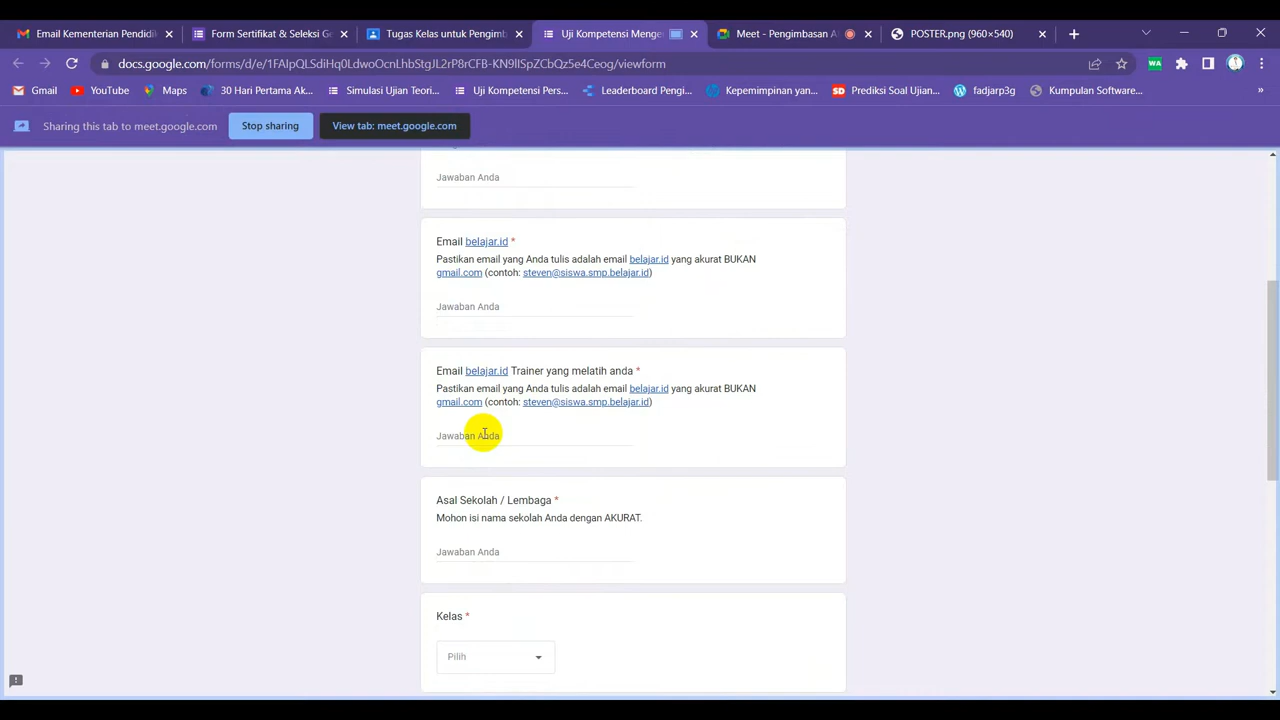 Email Kementerian Pendidi
Form Sertifikat & Seleksi Ge
Tugas Kelas untuk Pengimb
Uji Kompetensi Menge
Meet - Pengimbasan A
POSTER.png (960×540)
docs.google.com/forms/d/e/1FAIpQLSdiHq0LdwoOcnLhbStgJL2rP8rCFB-KN9lISpZCbQz5e4Ceog/viewform
Gmail
YouTube
Maps
30 Hari Pertama Ak...
Simulasi Ujian Teori...
Uji Kompetensi Pers...
Leaderboard Pengi...
Kepemimpinan yan...
Prediksi Soal Ujian...
fadjarp3g
Kumpulan Software...
»
Sharing this tab to meet.google.com
Stop sharing
View tab: meet.google.com
Jawaban Anda
Email belajar.id *
Pastikan email yang Anda tulis adalah email belajar.id yang akurat BUKAN
gmail.com (contoh: steven@siswa.smp.belajar.id)
Jawaban Anda
Email belajar.id Trainer yang melatih anda *
Pastikan email yang Anda tulis adalah email belajar.id yang akurat BUKAN
gmail.com (contoh: steven@siswa.smp.belajar.id)
Jawaban Anda
Asal Sekolah / Lembaga *
Mohon isi nama sekolah Anda dengan AKURAT.
Jawaban Anda
Kelas *
Pilih